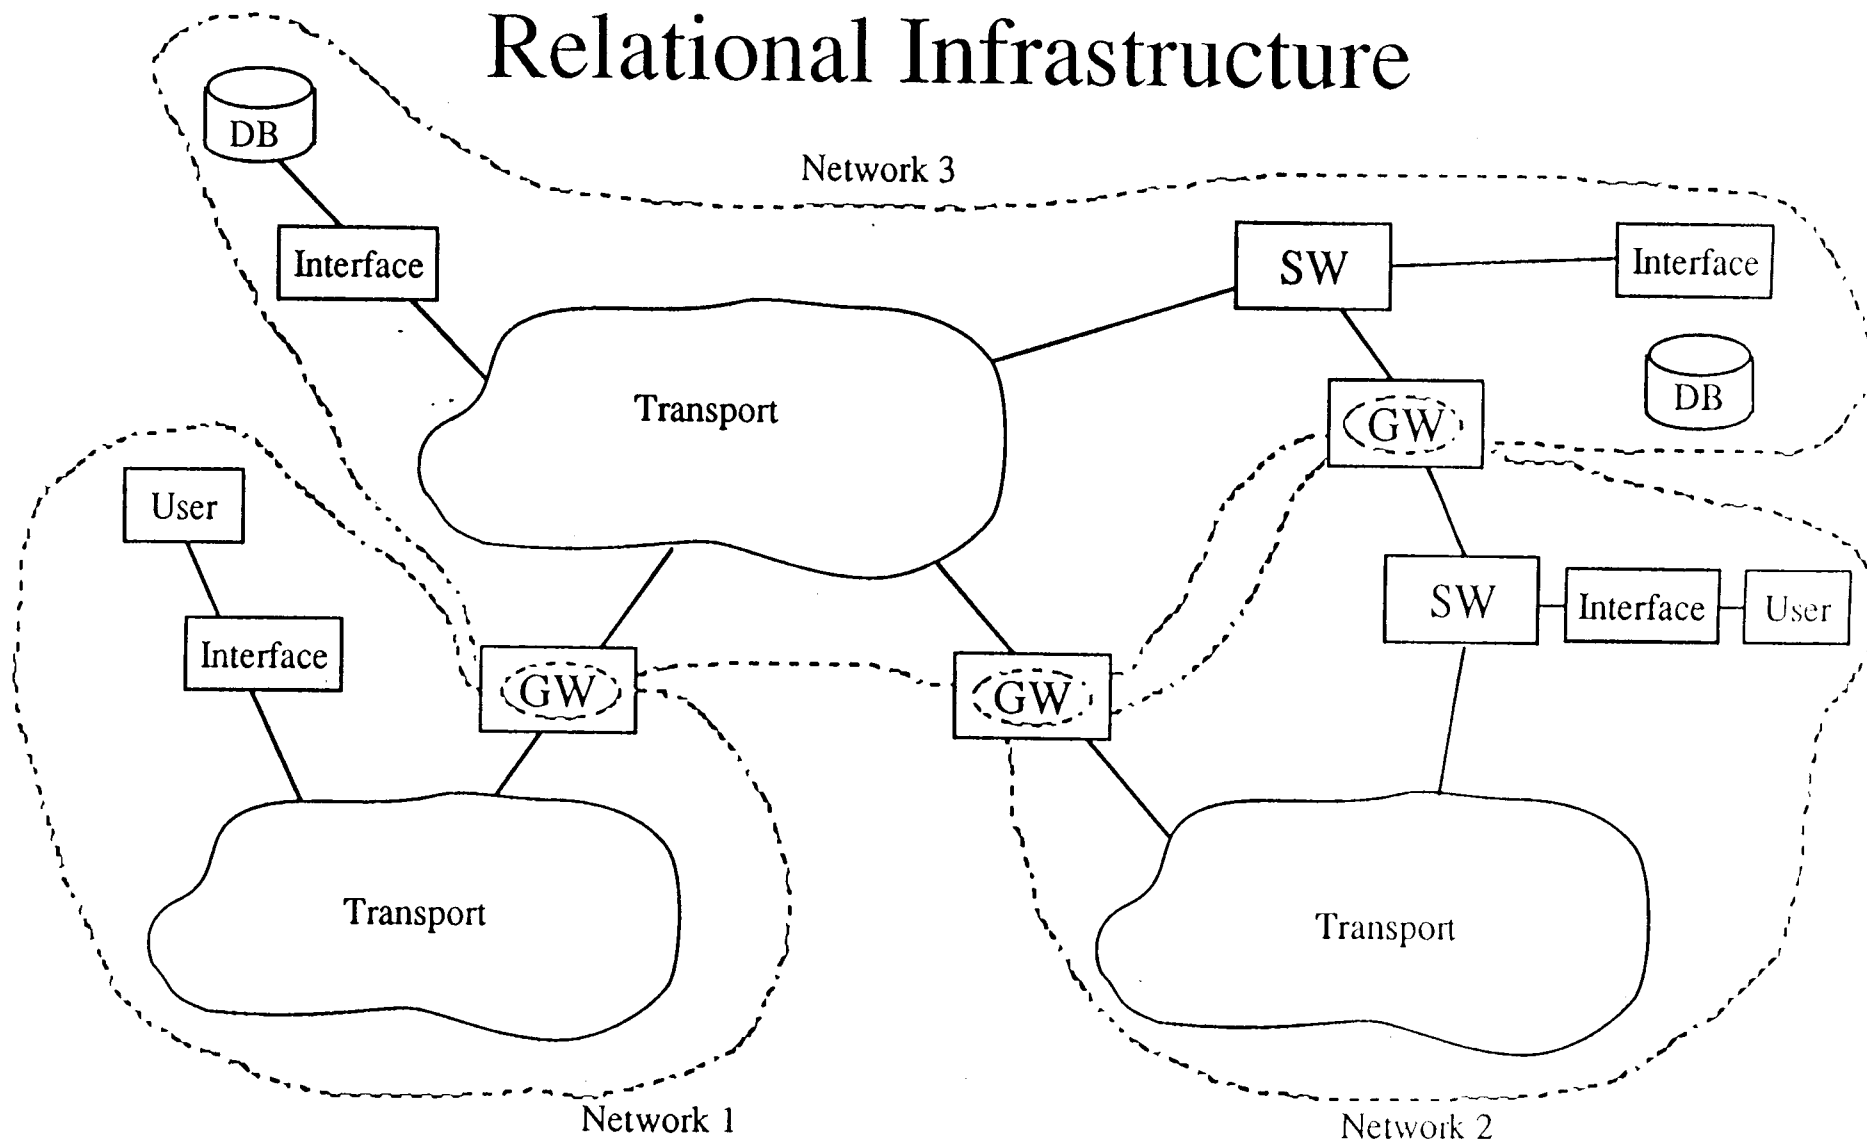 Relational Infrastructure
DB
Network 3
Interface
SW
Interface
Transport
DB
GW
User
SW
Interface
User
Interface
GW
GW
Transport
Transport
Network 1
Network 2